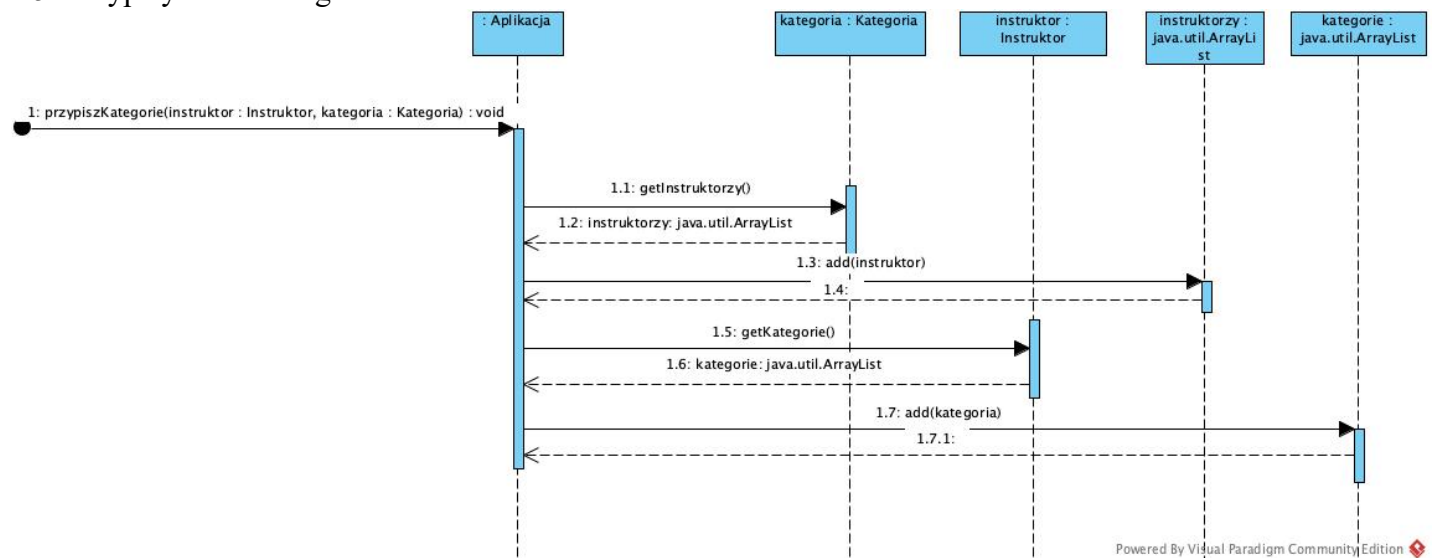 : Aplikacja
kategoria : Kategoria
instruktor :
Instruktor
instruktorzy :
java.util.ArrayLi
st
kategorie :
java.util.ArrayList
1: przypiszKategorie(instruktor : Instruktor, kategoria : Kategoria) : void
1.1: getInstruktorzy()
1.2: instruktorzy: java.util.ArrayList
1.3: add(instruktor)
1.4:
1.5: getKategorie()
1.6: kategorie: java.util.ArrayList
1.7: add(kategoria)
1.7.1:
Powered By Visual Paradigm Community Edition